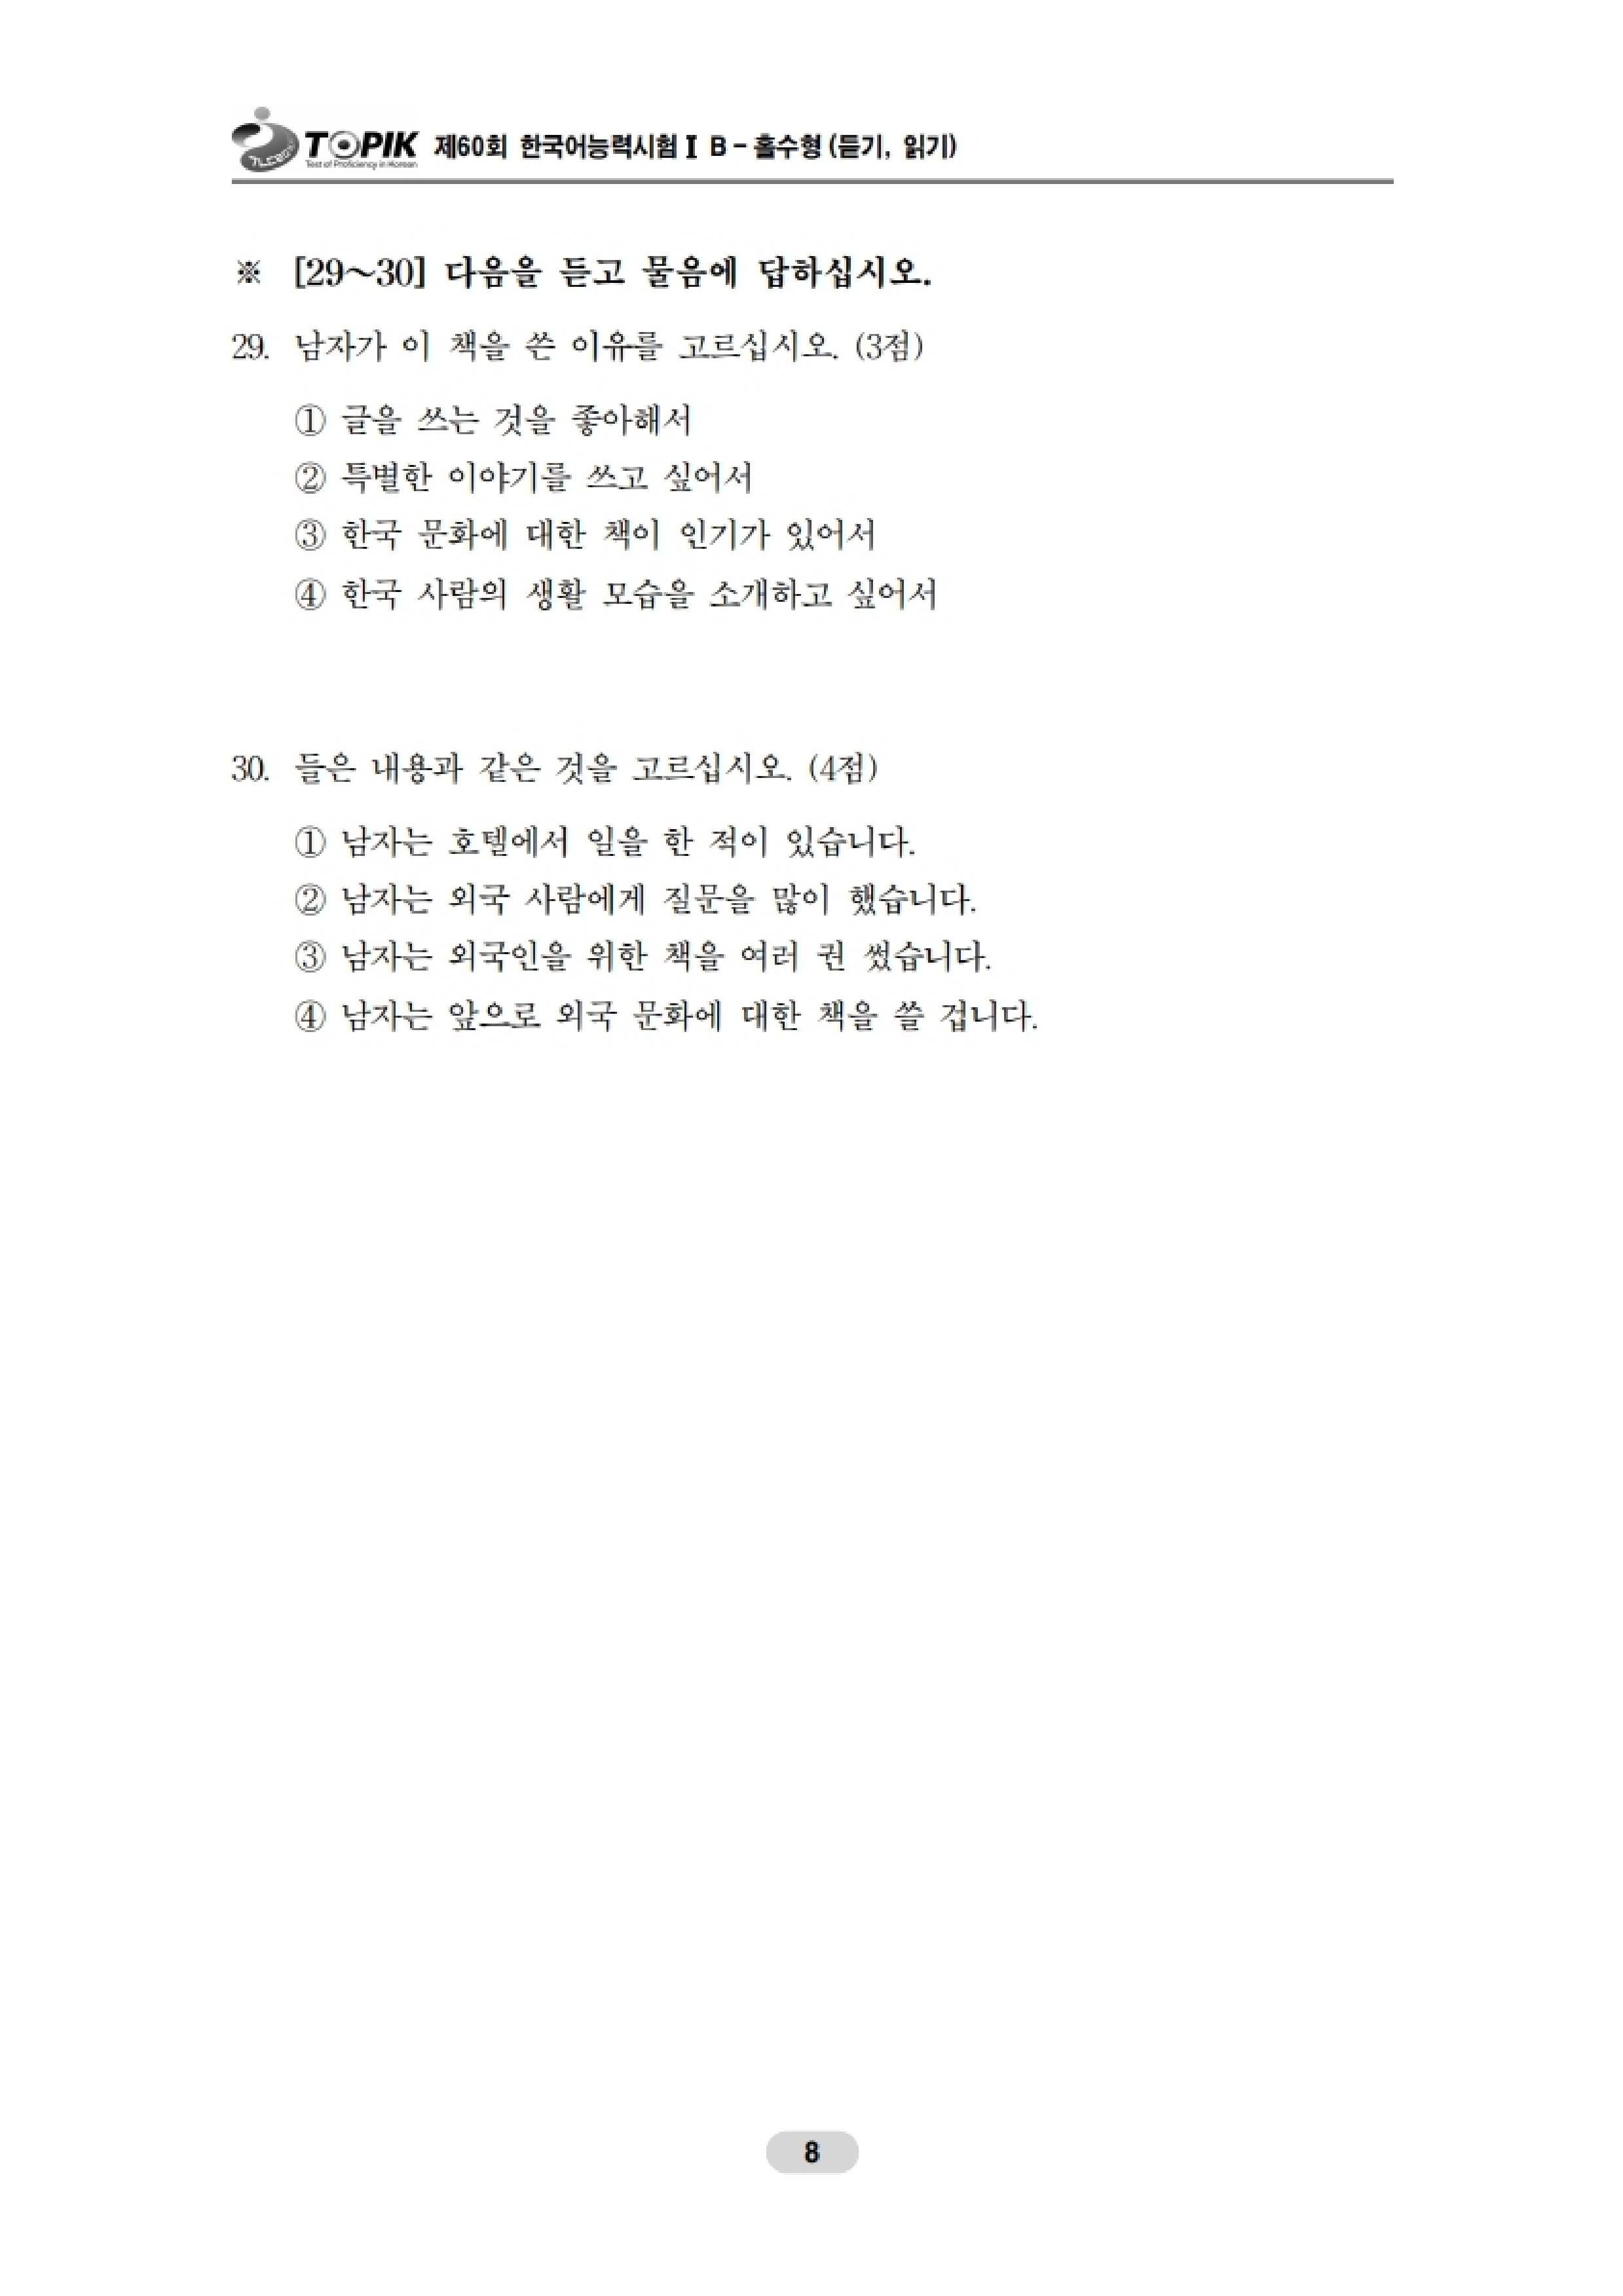 TOPIK 제60회 한국어능력시험 I B - 홀수형 (듣기, 읽기)
Test of Proficiency in Korean
※ [29~30] 다음을 듣고 물음에 답하십시오.
29. 남자가 이 책을 쓴 이유를 고르십시오. (3점)
① 글을 쓰는 것을 좋아해서
② 특별한 이야기를 쓰고 싶어서
③ 한국 문화에 대한 책이 인기가 있어서
④ 한국 사람의 생활 모습을 소개하고 싶어서
30. 들은 내용과 같은 것을 고르십시오. (4점)
① 남자는 호텔에서 일을 한 적이 있습니다.
② 남자는 외국 사람에게 질문을 많이 했습니다.
③ 남자는 외국인을 위한 책을 여러 권 썼습니다.
④ 남자는 앞으로 외국 문화에 대한 책을 쓸 겁니다.
8